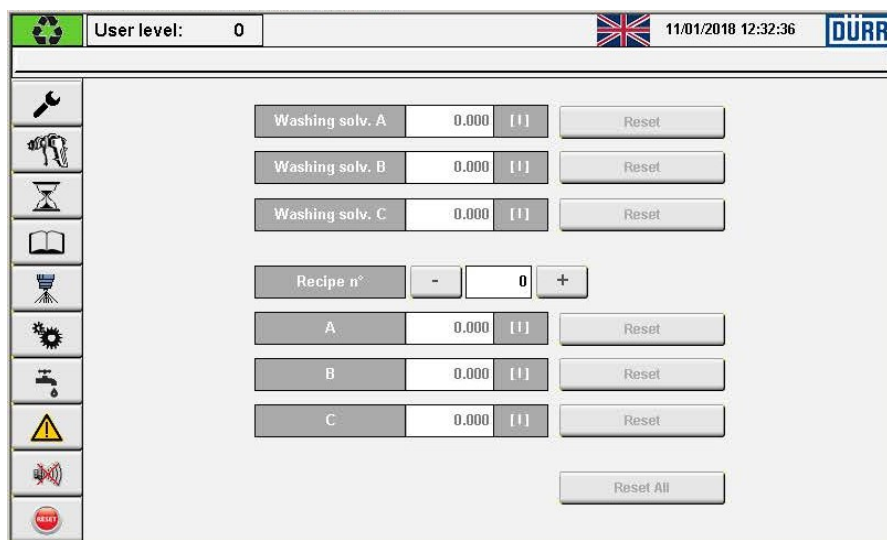 User level: 0 11/01/2018 12:32:36 DÜRR
Washing solv. A 0.000 [l] Reset
Washing solv. B 0.000 [l] Reset
Washing solv. C 0.000 [l] Reset
Recipe n° - 0 +
A 0.000 [l] Reset
B 0.000 [l] Reset
C 0.000 [l] Reset
Reset All
RESET